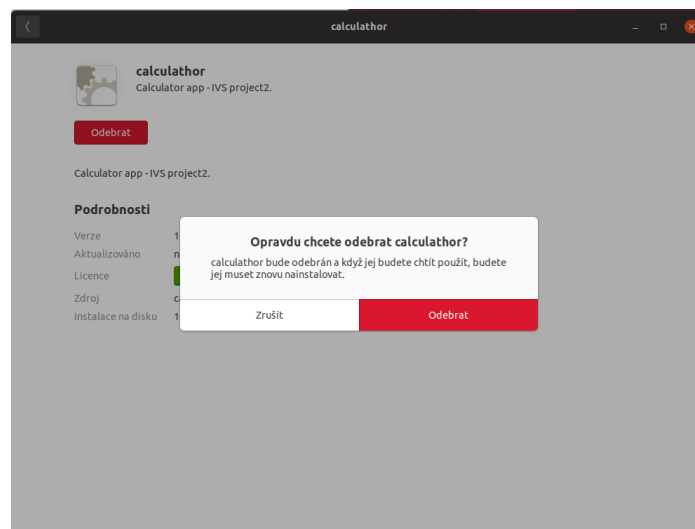 calculathor
calculathor
Calculator app - IVS project2.
Odebrat
Calculator app - IVS project2.
Podrobnosti
Verze
Aktualizováno
Licence
Zdroj
Instalace na disku
Opravdu chcete odebrat calculathor?
calculathor bude odebrán a když jej budete chtít použít, budete
jej muset znovu nainstalovat.
Zrušit
Odebrat